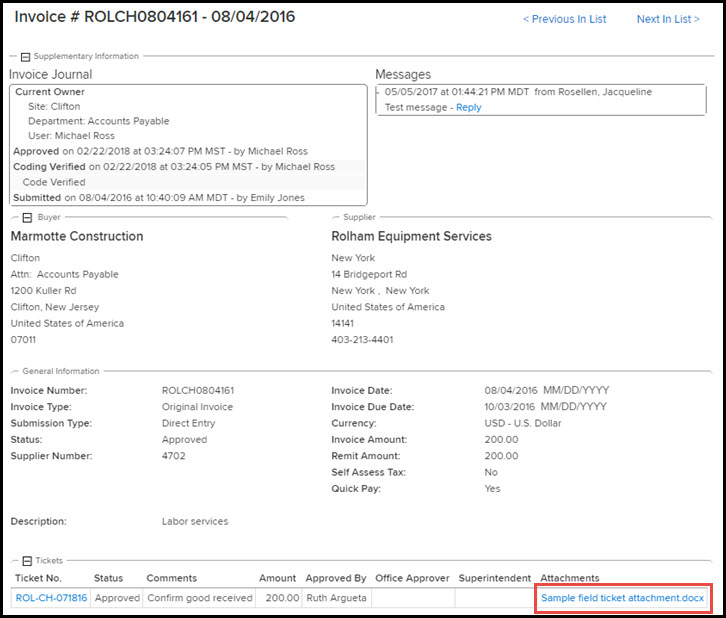 Invoice # ROLCH0804161 - 08/04/2016
< Previous In List
Next In List >
Supplementary Information
Invoice Journal
Current Owner
Site: Clifton
Department: Accounts Payable
User: Michael Ross
Approved on 02/22/2018 at 03:24:07 PM MST - by Michael Ross
Coding Verified on 02/22/2018 at 03:24:05 PM MST - by Michael Ross
Code Verified
Submitted on 08/04/2016 at 10:40:09 AM MDT - by Emily Jones
Messages
- 05/05/2017 at 01:44:21 PM MDT from Rosellen, Jacqueline
Test message - Reply
Buyer
Marmotte Construction
Clifton
Attn: Accounts Payable
1200 Kuller Rd
Clifton, New Jersey
United States of America
07011
Supplier
Rolham Equipment Services
New York
14 Bridgeport Rd
New York , New York
United States of America
14141
403-213-4401
General Information
Invoice Number: ROLCH0804161
Invoice Type: Original Invoice
Submission Type: Direct Entry
Status: Approved
Supplier Number: 4702
Invoice Date: 08/04/2016 MM/DD/YYYY
Invoice Due Date: 10/03/2016 MM/DD/YYYY
Currency: USD - U.S. Dollar
Invoice Amount: 200.00
Remit Amount: 200.00
Self Assess Tax: No
Quick Pay: Yes
Description: Labor services
Tickets
Ticket No. Status Comments Amount Approved By Office Approver Superintendent Attachments
ROL-CH-071816 Approved Confirm good received 200.00 Ruth Argueta Sample field ticket attachment.docx